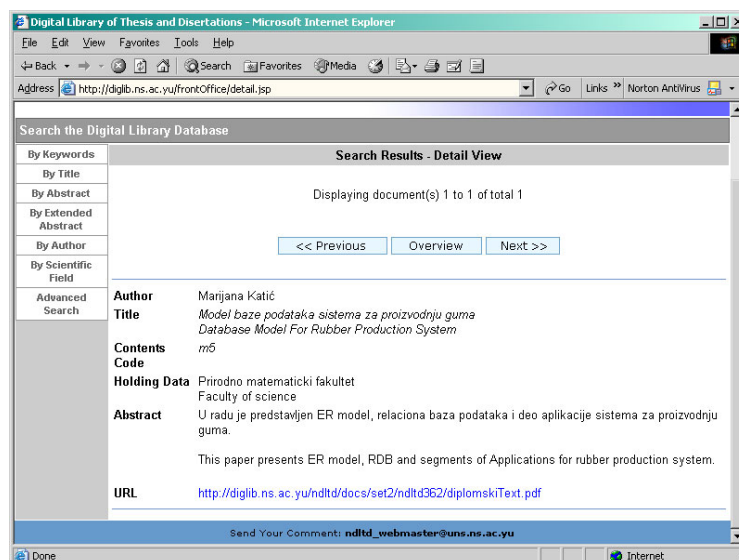 Digital Library of Thesis and Disertations - Microsoft Internet Explorer
File Edit View Favorites Tools Help
Back Search Favorites Media
Address http://diglib.ns.ac.yu/frontOffice/detail.jsp Go Links » Norton AntiVirus
Search the Digital Library Database
By Keywords
By Title
By Abstract
By Extended
Abstract
By Author
By Scientific
Field
Advanced
Search
Search Results - Detail View
Displaying document(s) 1 to 1 of total 1
<< Previous Overview Next >>
Author Marijana Katić
Title Model baze podataka sistema za proizvodnju guma
Database Model For Rubber Production System
Contents m5
Code
Holding Data Prirodno matematicki fakultet
Faculty of science
Abstract U radu je predstavljen ER model, relaciona baza podataka i deo aplikacije sistema za proizvodnju
guma.
This paper presents ER model, RDB and segments of Applications for rubber production system.
URL http://diglib.ns.ac.yu/ndltd/docs/set2/ndltd362/diplomskiText.pdf
Send Your Comment: ndltd_webmaster@uns.ns.ac.yu
Done Internet